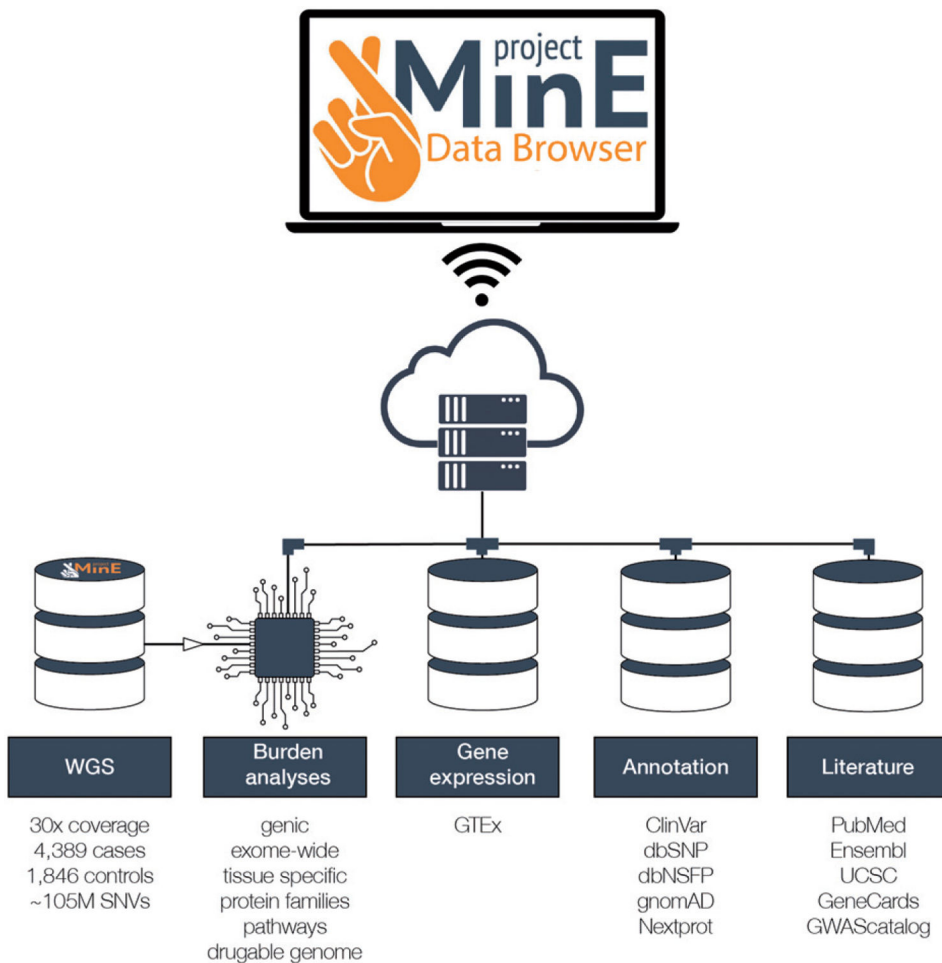 project
MinE
Data Browser
MinE
WGS
30x coverage
4,389 cases
1,846 controls
~105M SNVs
Burden
analyses
genic
exome-wide
tissue specific
protein families
pathways
drugable genome
Gene
expression
GTEx
Annotation
ClinVar
dbSNP
dbNSFP
gnomAD
Nextprot
Literature
PubMed
Ensembl
UCSC
GeneCards
GWAScatalog